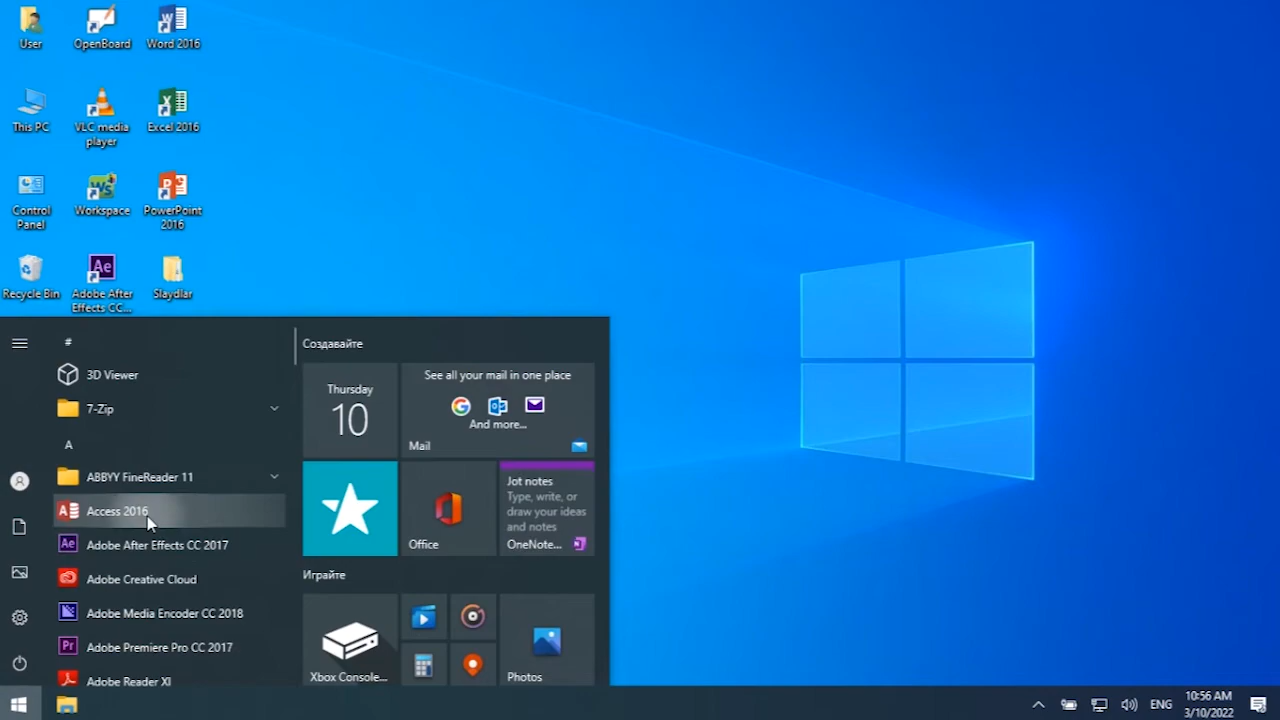 User
OpenBoard
Word 2016
This PC
VLC media
player
Excel 2016
Control
Panel
Workspace
PowerPoint
2016
Recycle Bin
Adobe After
Effects CC...
Slaydlar
#
3D Viewer
7-Zip
A
ABBYY FineReader 11
Access 2016
Adobe After Effects CC 2017
Adobe Creative Cloud
Adobe Media Encoder CC 2018
Adobe Premiere Pro CC 2017
Adobe Reader XI
Создавайте
Thursday
10
See all your mail in one place
And more...
Mail
Office
Jot notes
Type, write, or
draw your ideas
and notes
OneNote...
Играйте
Xbox Console...
Photos
ENG
10:56 AM
3/10/2022